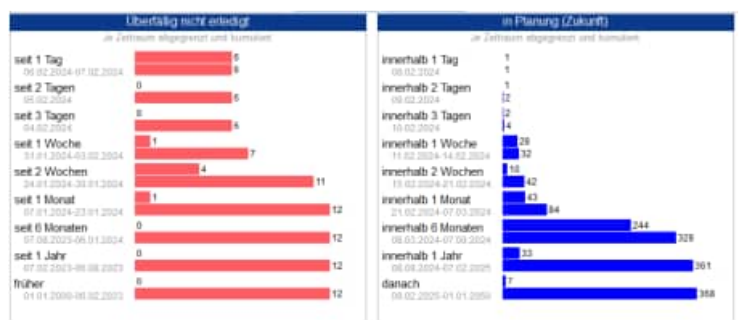 Überfällig nicht erledigt
je Zeitraum abgegrenzt und kumuliert
seit 1 Tag
06.02.2024-07.02.2024
6
6
seit 2 Tagen
05.02.2024
0
6
seit 3 Tagen
04.02.2024
0
6
seit 1 Woche
31.01.2024-03.02.2024
1
7
seit 2 Wochen
24.01.2024-30.01.2024
4
11
seit 1 Monat
07.01.2024-23.01.2024
1
12
seit 6 Monaten
07.08.2023-06.01.2024
0
12
seit 1 Jahr
07.02.2023-06.08.2023
0
12
früher
01.01.2000-06.02.2023
0
12
in Planung (Zukunft)
je Zeitraum abgegrenzt und kumuliert
innerhalb 1 Tag
08.02.2024
1
1
innerhalb 2 Tagen
09.02.2024
1
2
innerhalb 3 Tagen
10.02.2024
2
4
innerhalb 1 Woche
11.02.2024-14.02.2024
28
32
innerhalb 2 Wochen
15.02.2024-21.02.2024
10
42
innerhalb 1 Monat
21.02.2024-07.03.2024
43
84
innerhalb 6 Monaten
08.03.2024-07.08.2024
244
328
innerhalb 1 Jahr
08.08.2024-07.02.2025
33
361
danach
08.02.2025-01.01.2050
7
368